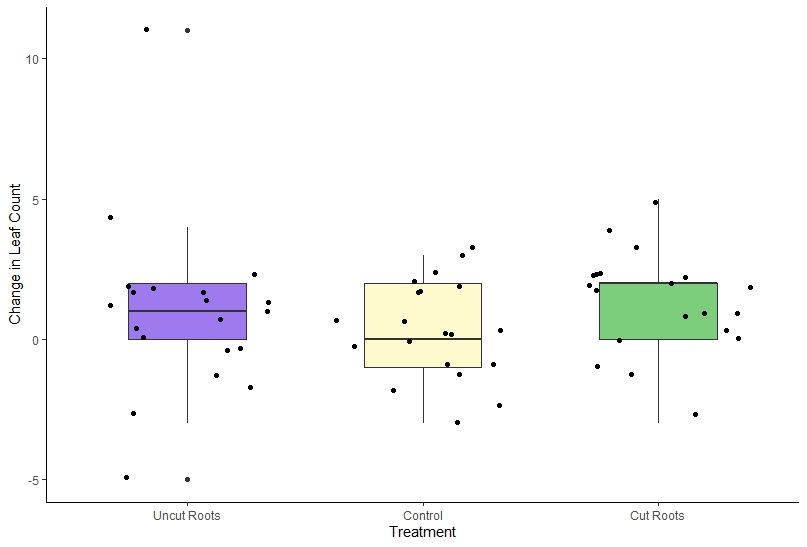 Change in Leaf Count
10
5
0
-5
Uncut Roots
Control
Cut Roots
Treatment